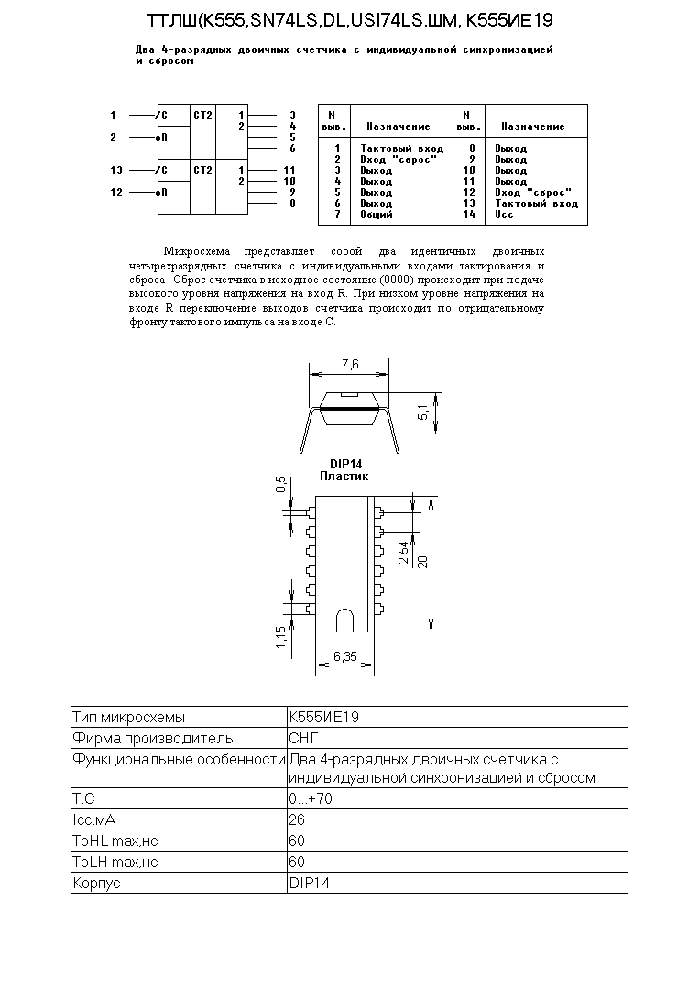 ТТЛШ(К555,SN74LS,DL,USI74LS.ШМ, К555ИЕ19
Два 4-разрядных двоичных счетчика с индивидуальной синхронизацией
и сбросом
1 /C CT2 1 3
2 4
2 oR 5
6
13 /C CT2 1 11
2 10
12 oR 9
8
N выв. Назначение N выв. Назначение
1 Тактовый вход 8 Выход
2 Вход "сброс" 9 Выход
3 Выход 10 Выход
4 Выход 11 Выход
5 Выход 12 Вход "сброс"
6 Выход 13 Тактовый вход
7 Общий 14 Ucc
Микросхема представляет собой два идентичных двоичных
четырехразрядных счетчика с индивидуальными входами тактирования и
сброса . Сброс счетчика в исходное состояние (0000) происходит при подаче
высокого уровня напряжения на вход R. При низком уровне напряжения на
входе R переключение выходов счетчика происходит по отрицательному
фронту тактового импульса на входе С.
7,6
5,1
DIP14
Пластик
0,5
2,54
20
1,15
6,35
Тип микросхемы К555ИЕ19
Фирма производитель СНГ
Функциональные особенности Два 4-разрядных двоичных счетчика с
индивидуальной синхронизацией и сбросом
T,C 0...+70
Icc,мА 26
TpHL max,нс 60
TpLH max,нс 60
Корпус DIP14